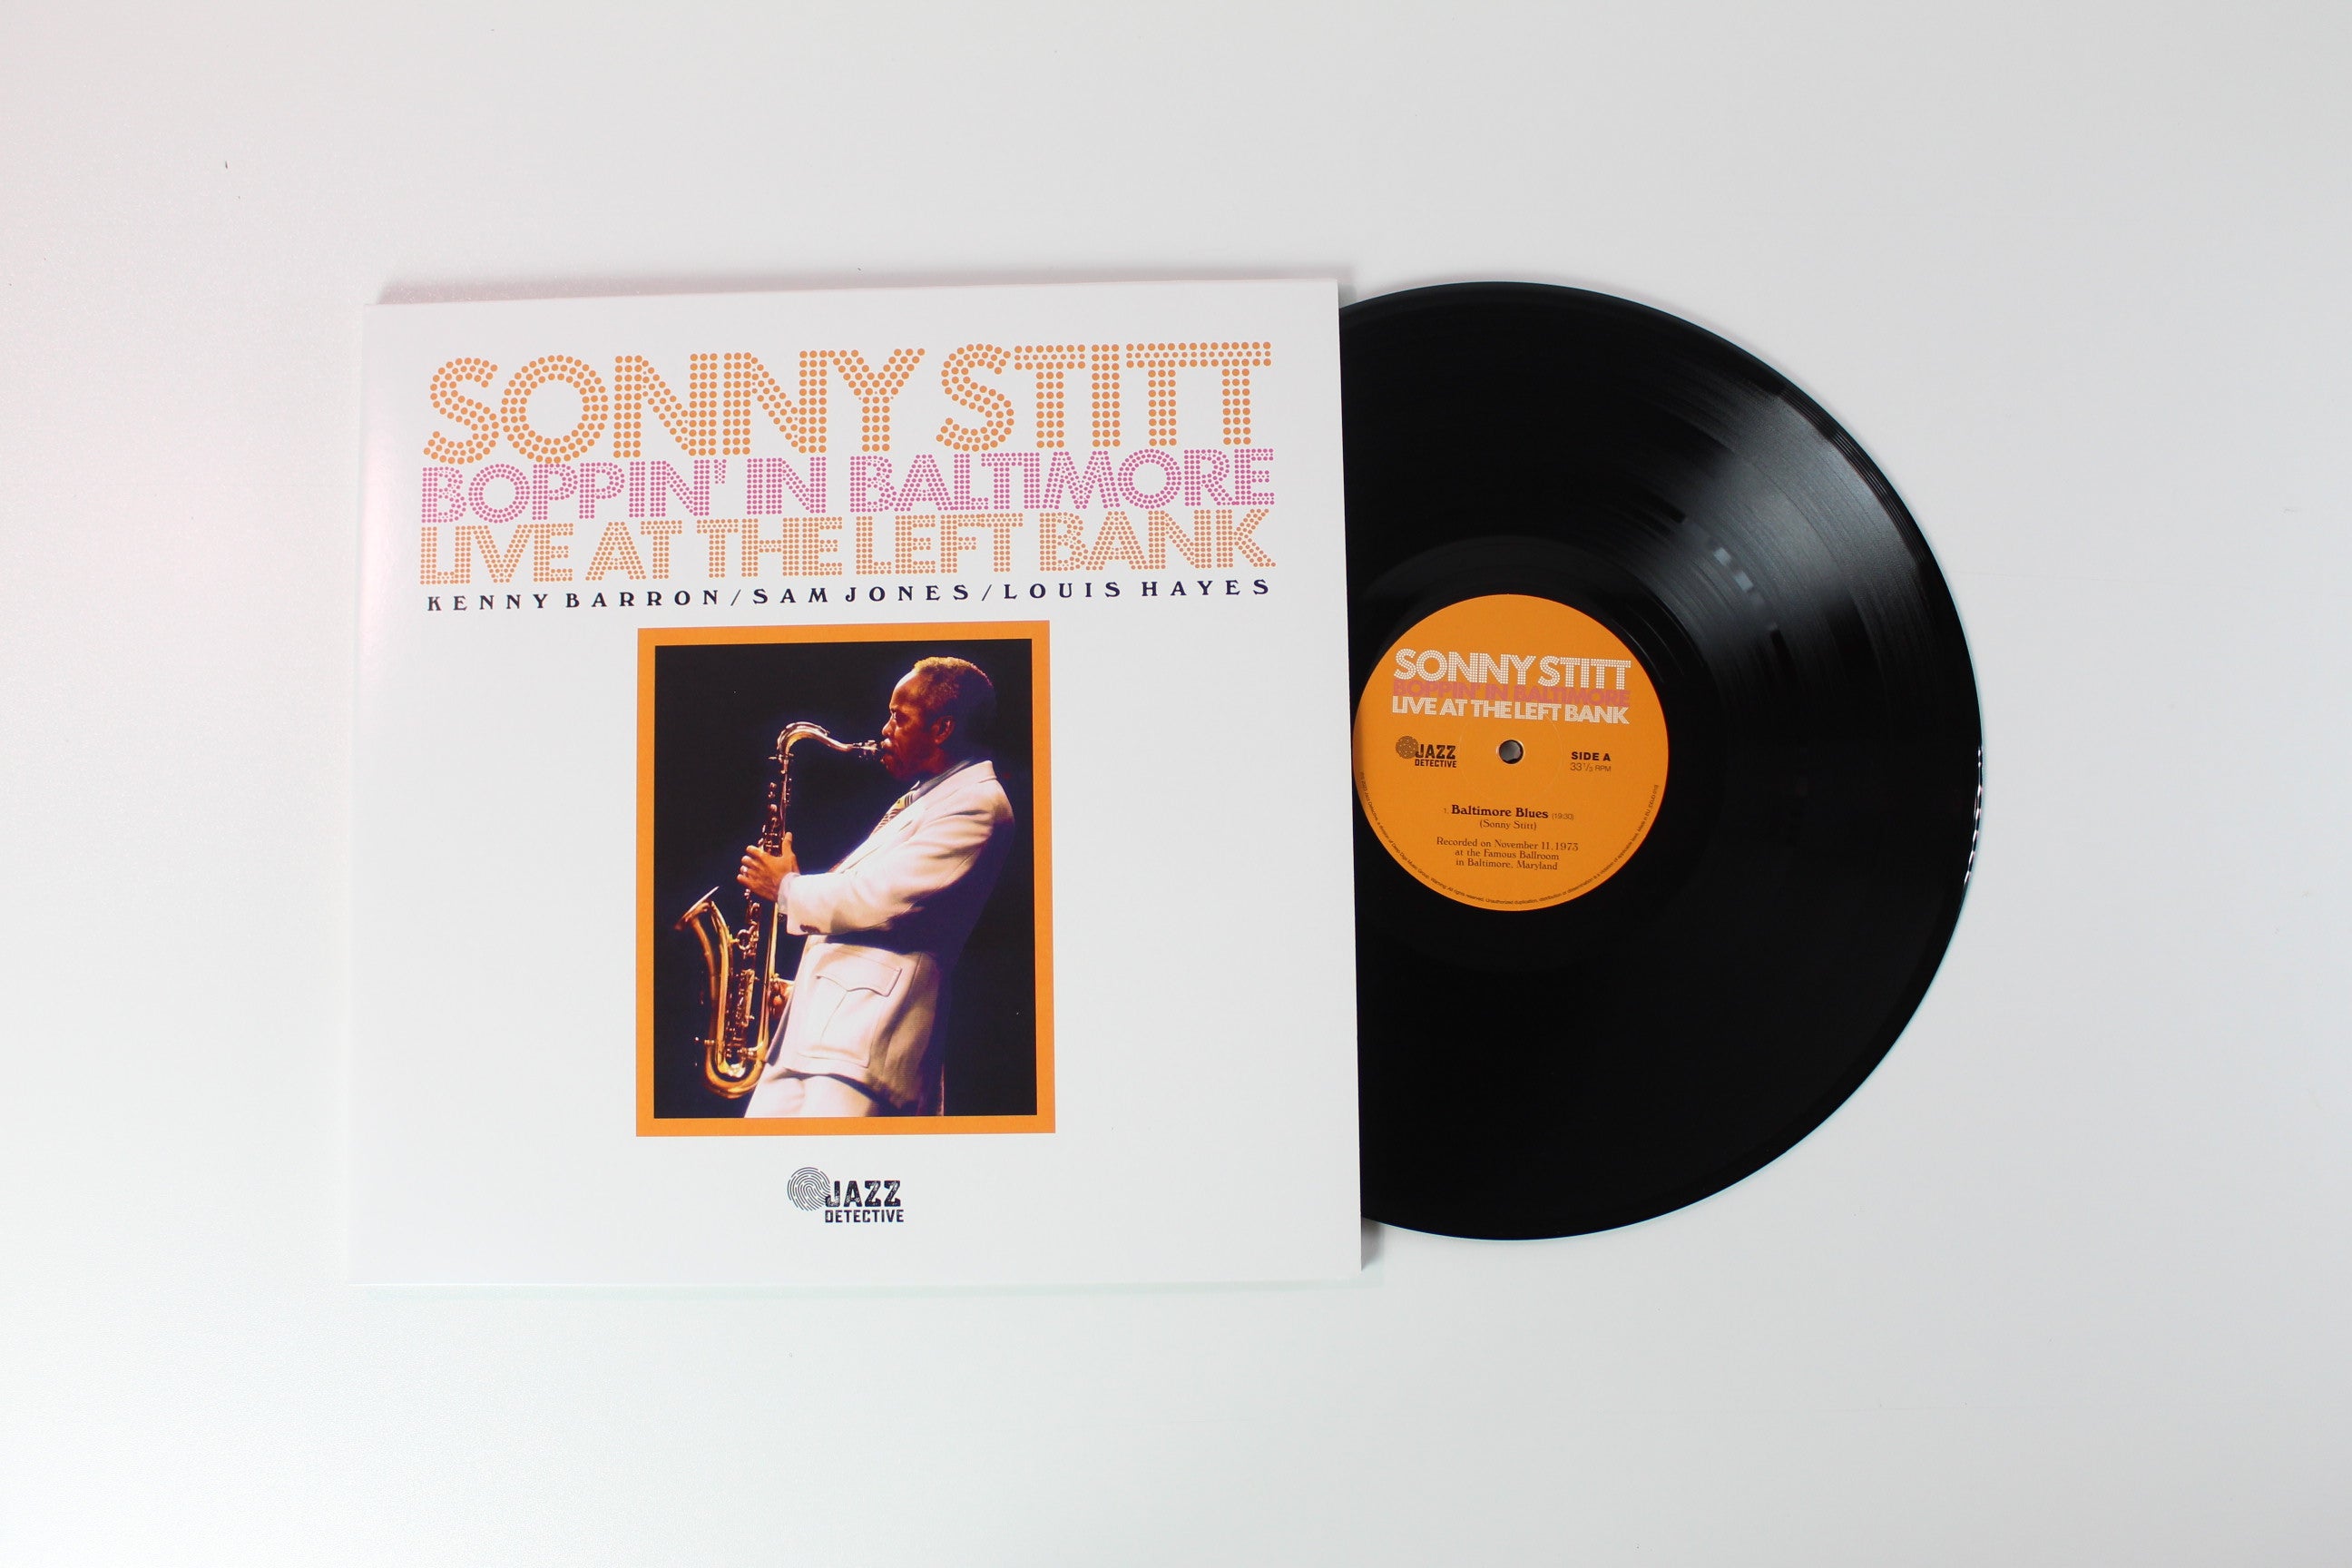 SONNY STITT
BOPPIN' IN BALTIMORE
LIVE AT THE LEFT BANK
KENNY BARRON/SAM JONES/LOUIS HAYES
JAZZ
DETECTIVE
SONNY STITT
BOPPIN' IN BALTIMORE
LIVE AT THE LEFT BANK
JAZZ
DETECTIVE
SIDE A
33 1/3 RPM
1. Baltimore Blues (19:30)
(Sonny Stitt)
Recorded on November 11, 1973
at the Famous Ballroom
in Baltimore, Maryland